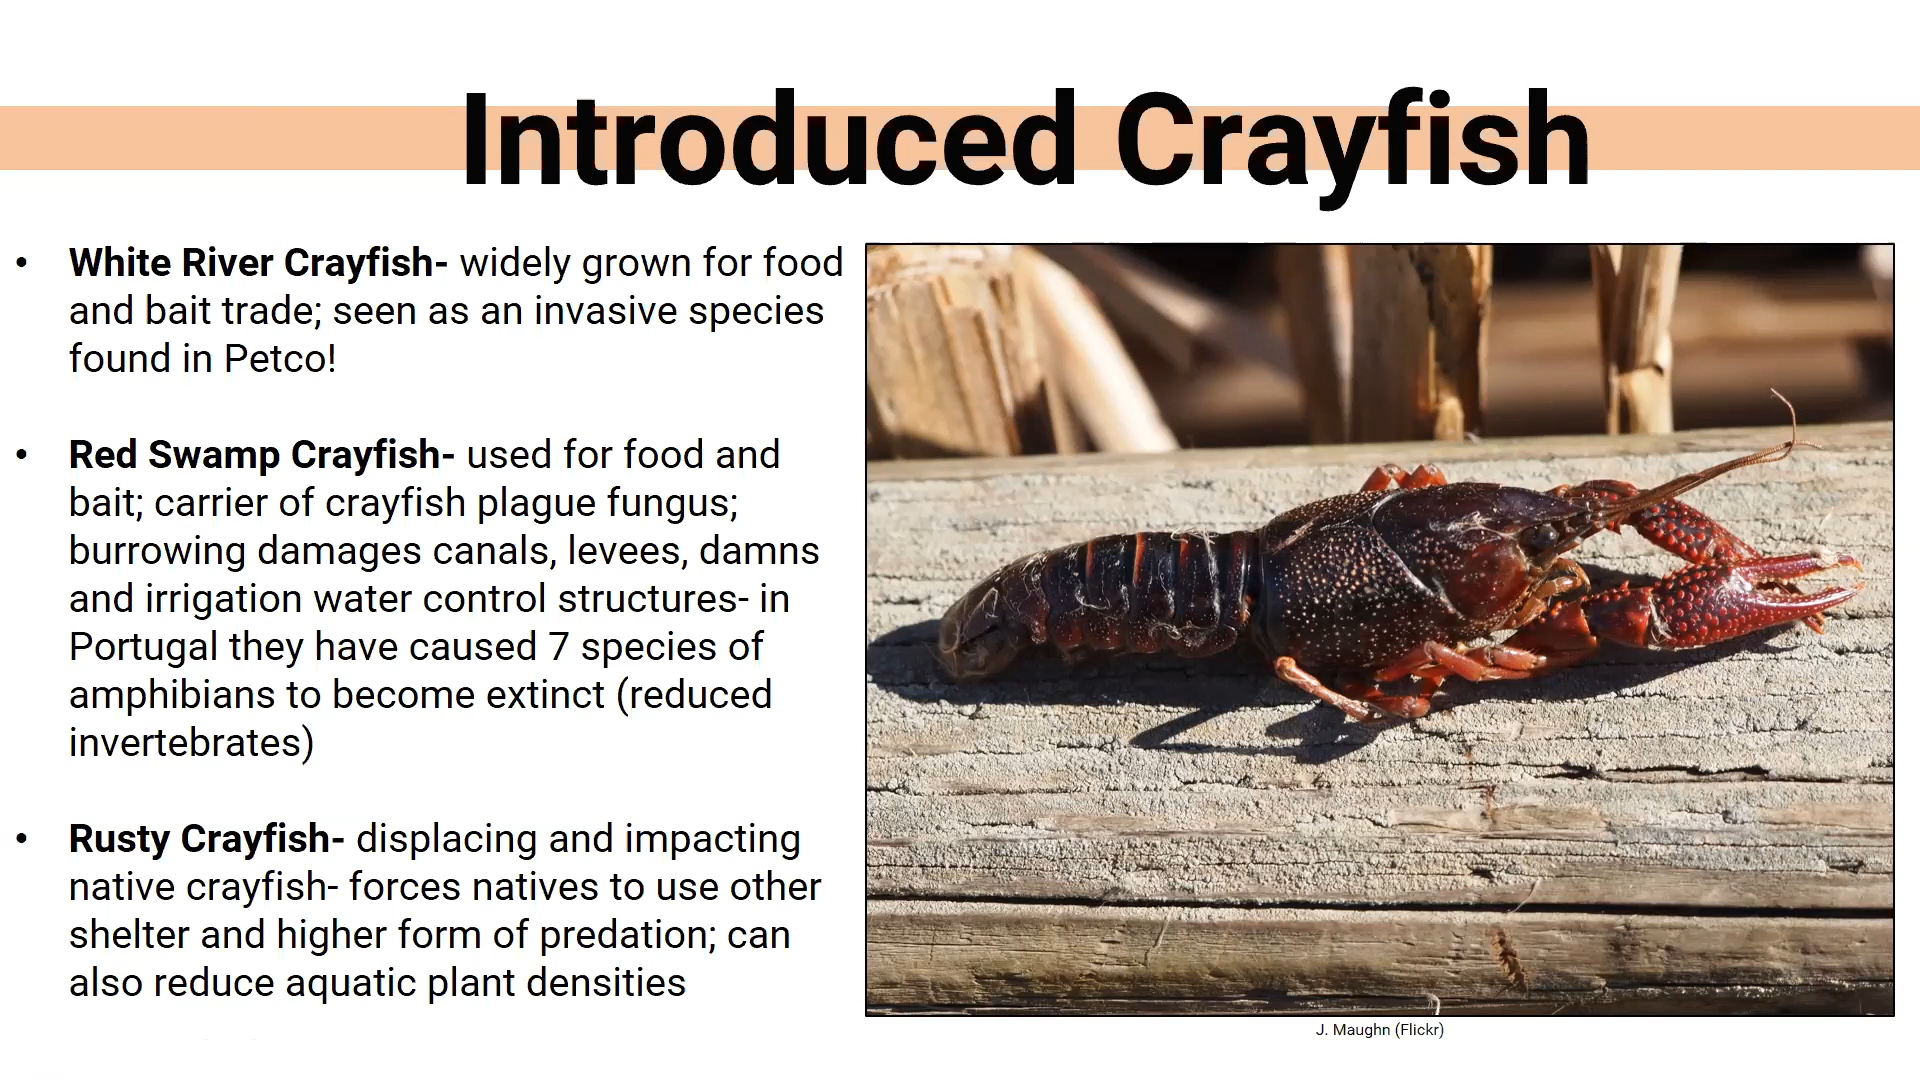 Introduced Crayfish
• White River Crayfish- widely grown for food
and bait trade; seen as an invasive species
found in Petco!
• Red Swamp Crayfish- used for food and
bait; carrier of crayfish plague fungus;
burrowing damages canals, levees, damns
and irrigation water control structures- in
Portugal they have caused 7 species of
amphibians to become extinct (reduced
invertebrates)
• Rusty Crayfish- displacing and impacting
native crayfish- forces natives to use other
shelter and higher form of predation; can
also reduce aquatic plant densities
J. Maughn (Flickr)